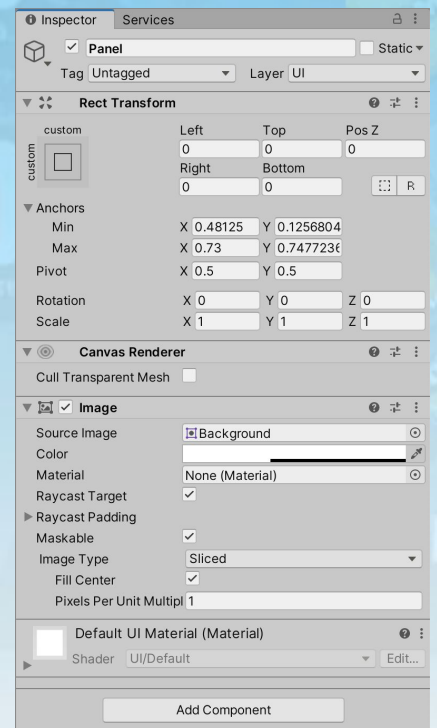 Inspector Services
Panel Static
Tag Untagged Layer UI
Rect Transform
custom Left Top Pos Z
custom 0 0 0
Right Bottom
0 0 R
Anchors
Min X 0.48125 Y 0.1256804
Max X 0.73 Y 0.7477236
Pivot X 0.5 Y 0.5
Rotation X 0 Y 0 Z 0
Scale X 1 Y 1 Z 1
Canvas Renderer
Cull Transparent Mesh
Image
Source Image Background
Color
Material None (Material)
Raycast Target
Raycast Padding
Maskable
Image Type Sliced
Fill Center
Pixels Per Unit Multipl 1
Default UI Material (Material)
Shader UI/Default Edit...
Add Component